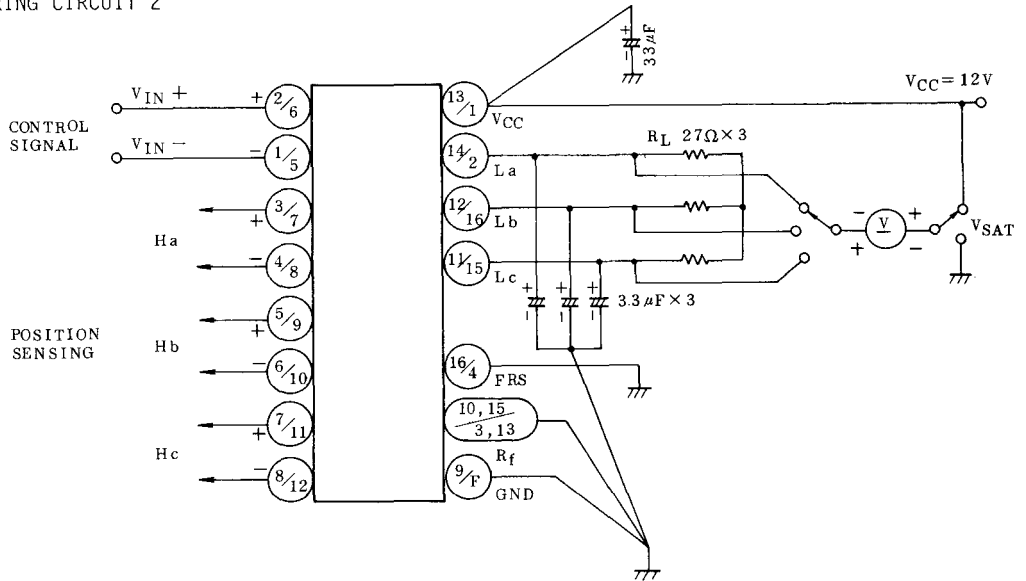 RING CIRCUIT 2
33µF
+
−
VCC = 12V
VIN +
+
2/6
13/1
VCC
CONTROL
SIGNAL
VIN −
−
1/5
14/2
La
RL 27Ω × 3
3/7
+
12/16
Lb
Ha
−
4/8
11/15
Lc
− V +
+ −
VSAT
+ + +
− − −
3.3µF × 3
5/9
+
POSITION
SENSING
Hb
−
6/10
16/4
FRS
7/11
+
10, 15
3, 13
Rf
Hc
−
8/12
9/F
GND